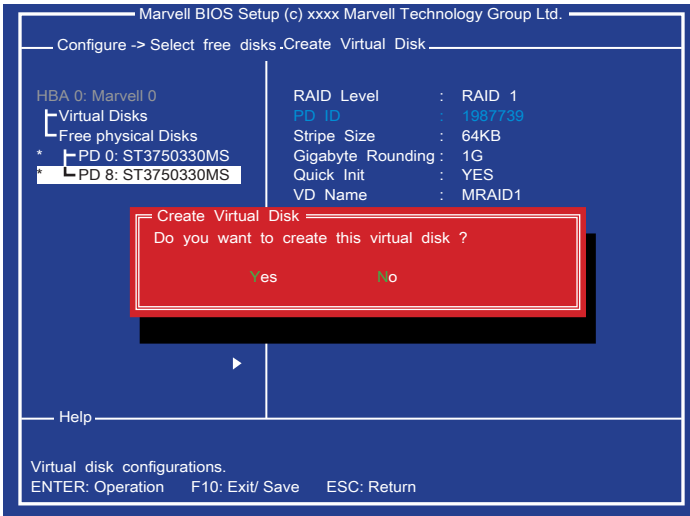 Marvell BIOS Setup (c) xxxx Marvell Technology Group Ltd.
Configure -> Select free disks.Create Virtual Disk
HBA 0: Marvell 0
Virtual Disks
Free physical Disks
* PD 0: ST3750330MS
* PD 8: ST3750330MS
RAID Level : RAID 1
PD ID : 1987739
Stripe Size : 64KB
Gigabyte Rounding : 1G
Quick Init : YES
VD Name : MRAID1
Create Virtual Disk
Do you want to create this virtual disk ?
Yes No
Help
Virtual disk configurations.
ENTER: Operation F10: Exit/ Save ESC: Return